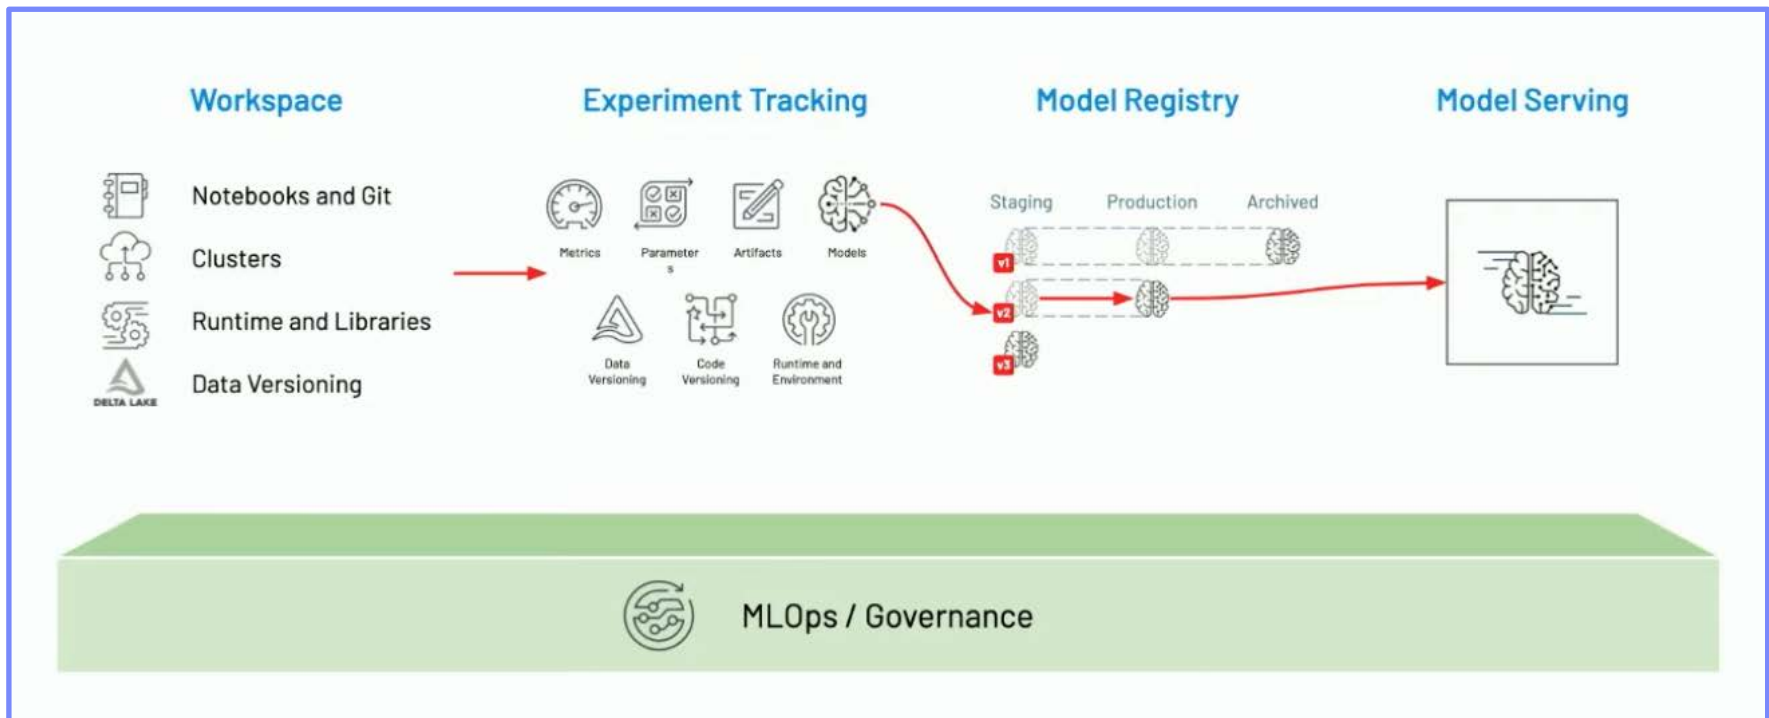 Workspace
Notebooks and Git
Clusters
Runtime and Libraries
DELTA LAKE
Data Versioning
Experiment Tracking
Metrics
Parameter
s
Artifacts
Models
Data
Versioning
Code
Versioning
Runtime and
Environment
Model Registry
Staging
Production
Archived
v1
v2
v3
Model Serving
MLOps / Governance